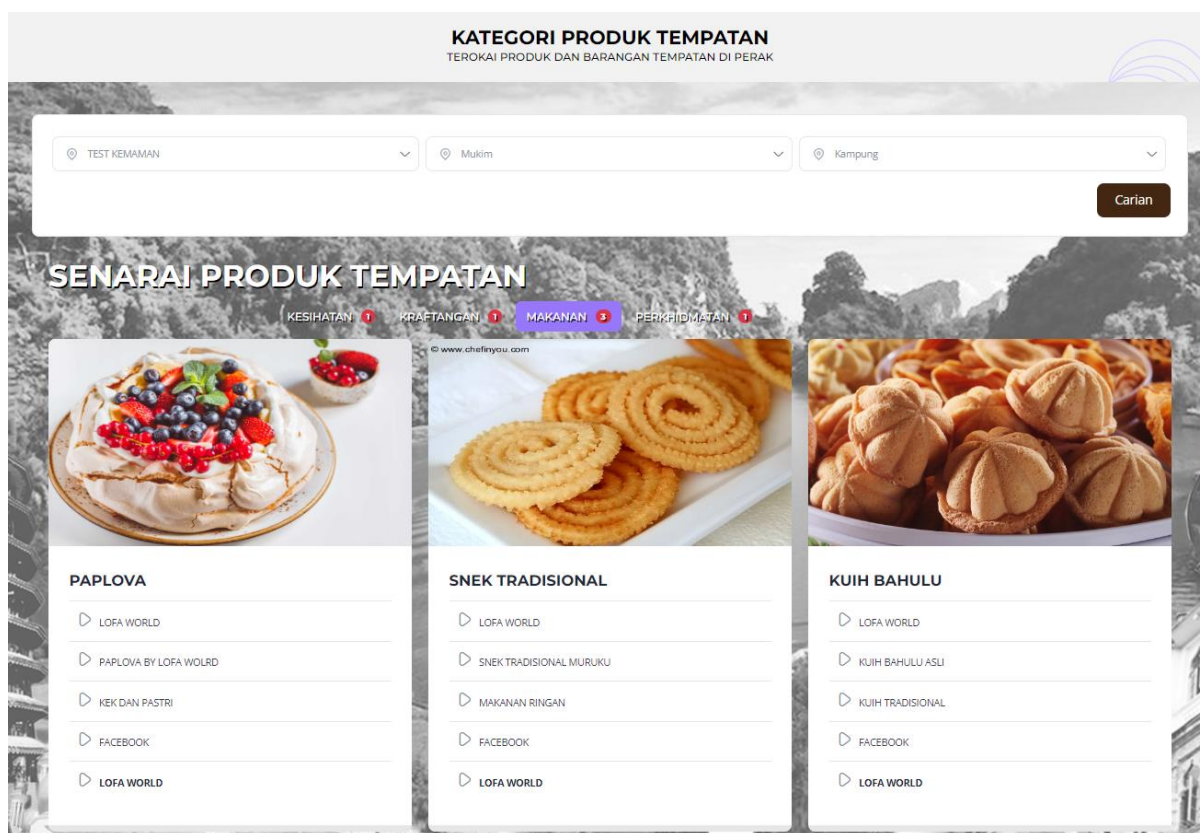 KATEGORI PRODUK TEMPATAN
TEROKAI PRODUK DAN BARANGAN TEMPATAN DI PERAK
TEST KEMAMAN
Mukim
Kampung
Carian
SENARAI PRODUK TEMPATAN
KESIHATAN 1 KRAFTANGAN 1 MAKANAN 3 PERKHIDMATAN 1
© www.chefinyou.com
PAPLOVA
LOFA WORLD
PAPLOVA BY LOFA WOLRD
KEK DAN PASTRI
FACEBOOK
LOFA WORLD
SNEK TRADISIONAL
LOFA WORLD
SNEK TRADISIONAL MURUKU
MAKANAN RINGAN
FACEBOOK
LOFA WORLD
KUIH BAHULU
LOFA WORLD
KUIH BAHULU ASLI
KUIH TRADISIONAL
FACEBOOK
LOFA WORLD